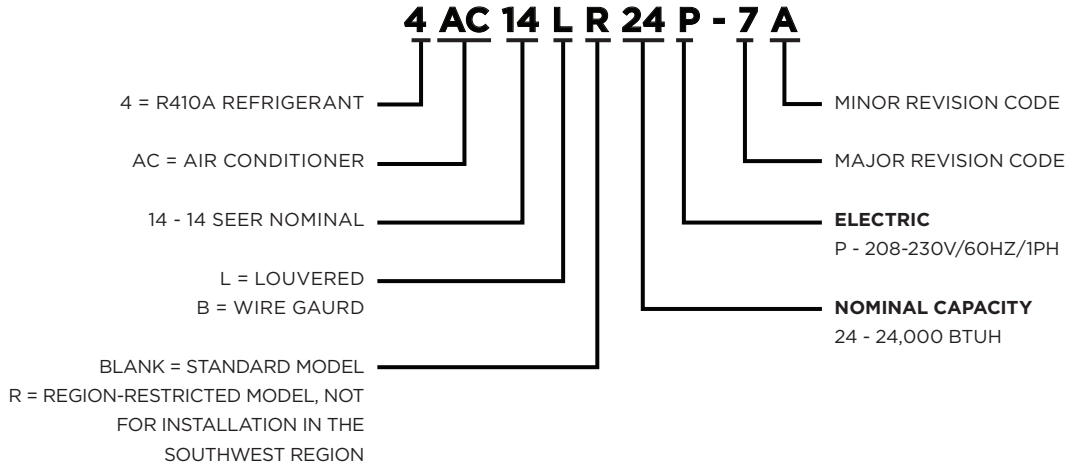 4 AC 14 L R 24 P - 7 A
4 = R410A REFRIGERANT
AC = AIR CONDITIONER
14 - 14 SEER NOMINAL
L = LOUVERED
B = WIRE GAURD
BLANK = STANDARD MODEL
R = REGION-RESTRICTED MODEL, NOT
FOR INSTALLATION IN THE
SOUTHWEST REGION
MINOR REVISION CODE
MAJOR REVISION CODE
ELECTRIC
P - 208-230V/60HZ/1PH
NOMINAL CAPACITY
24 - 24,000 BTUH